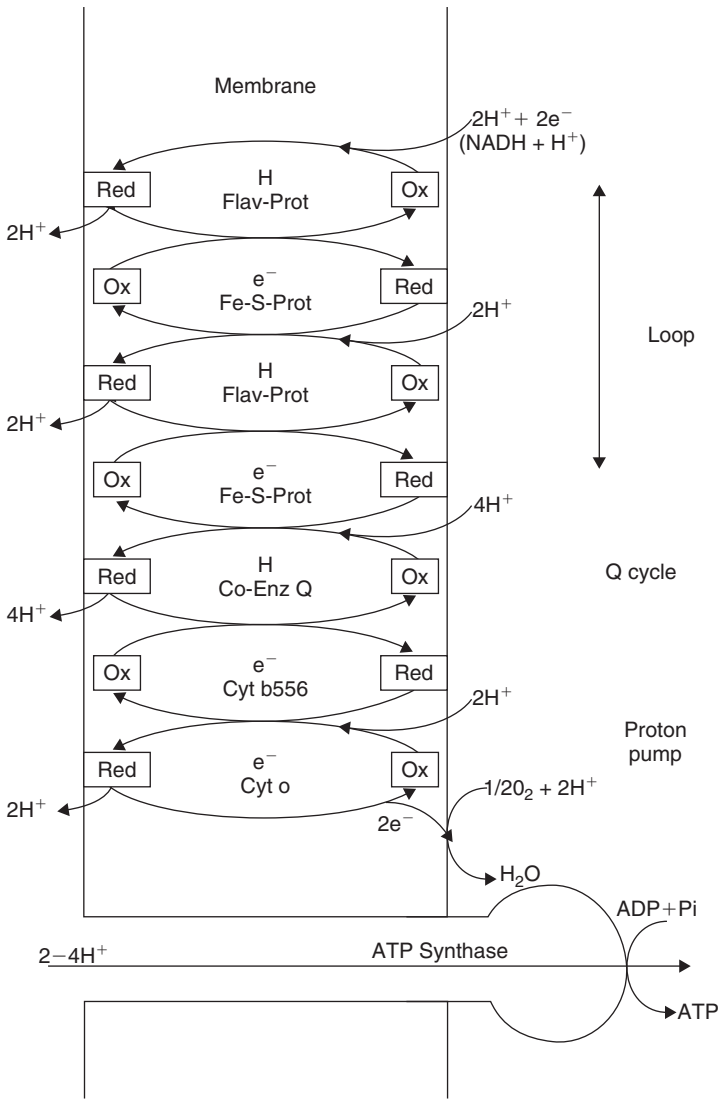 Membrane
2H⁺ + 2e⁻
(NADH + H⁺)
Red
H
Flav-Prot
Ox
2H⁺
Ox
e⁻
Fe-S-Prot
Red
2H⁺
Loop
Red
H
Flav-Prot
Ox
2H⁺
Ox
e⁻
Fe-S-Prot
Red
4H⁺
Red
H
Co-Enz Q
Ox
Q cycle
4H⁺
Ox
e⁻
Cyt b556
Red
2H⁺
Proton
pump
Red
e⁻
Cyt o
Ox
2H⁺
2e⁻
1/2O₂ + 2H⁺
H₂O
ADP+Pi
2–4H⁺
ATP Synthase
ATP